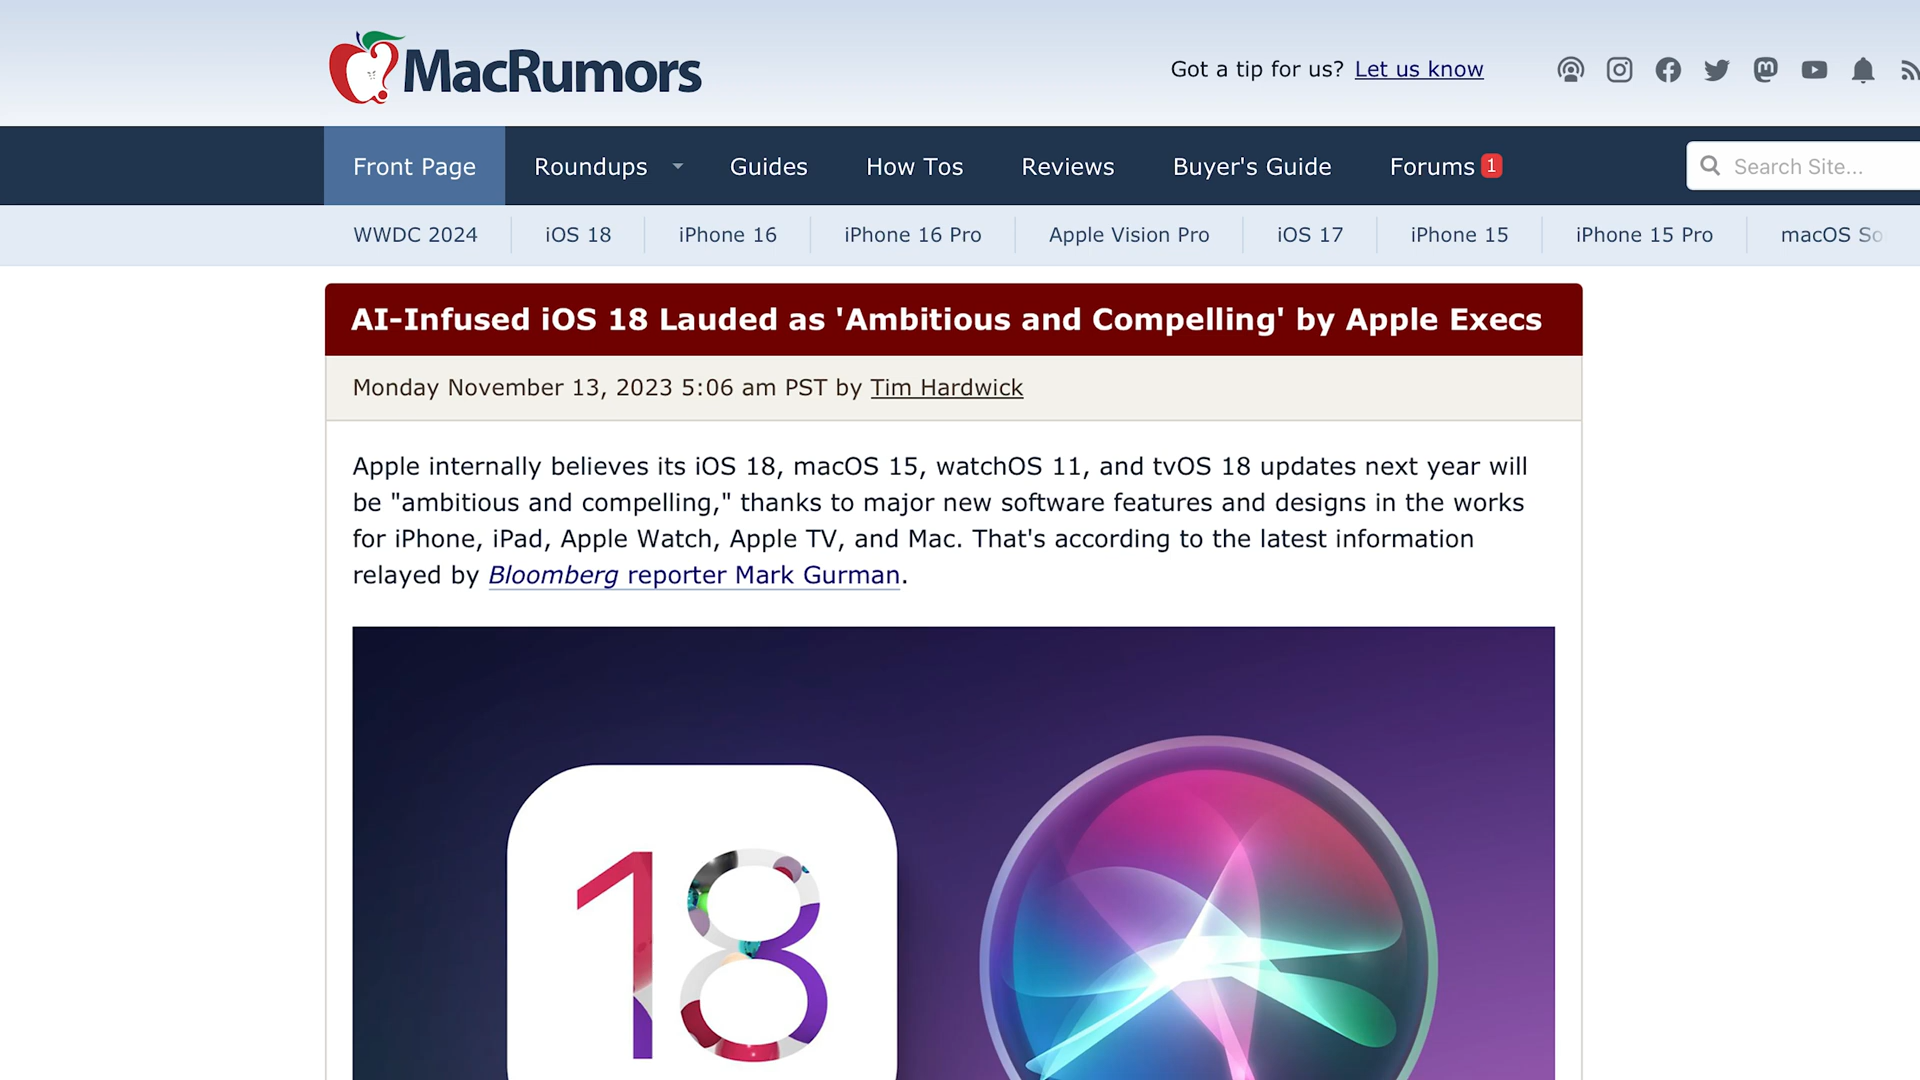 MacRumors
Got a tip for us? Let us know
Front Page Roundups Guides How Tos Reviews Buyer's Guide Forums 1 Search Site...
WWDC 2024 iOS 18 iPhone 16 iPhone 16 Pro Apple Vision Pro iOS 17 iPhone 15 iPhone 15 Pro macOS So
AI-Infused iOS 18 Lauded as 'Ambitious and Compelling' by Apple Execs
Monday November 13, 2023 5:06 am PST by Tim Hardwick
Apple internally believes its iOS 18, macOS 15, watchOS 11, and tvOS 18 updates next year will
be "ambitious and compelling," thanks to major new software features and designs in the works
for iPhone, iPad, Apple Watch, Apple TV, and Mac. That's according to the latest information
relayed by Bloomberg reporter Mark Gurman.
18